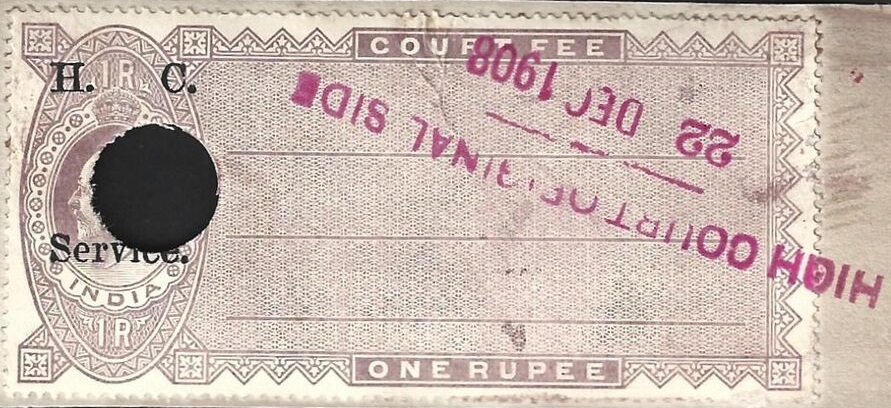 COURT FEE
1R
H. C.
Service.
INDIA
1R
ONE RUPEE
HIGH COURT ORIGINAL SIDE
22 DEC 1908